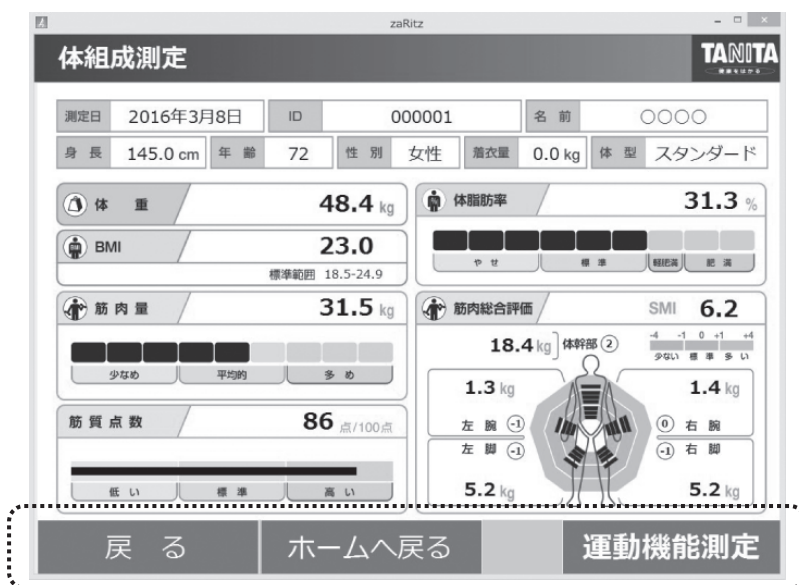 zaRitz
体組成測定
TANITA
健康をはかる
測定日 2016年3月8日 ID 000001 名前 ○○○○
身長 145.0 cm 年齢 72 性別 女性 着衣量 0.0 kg 体型 スタンダード
体重 48.4 kg
体脂肪率 31.3 %
やせ 標準 軽肥満 肥満
BMI 23.0
標準範囲 18.5-24.9
筋肉量 31.5 kg
少なめ 平均的 多め
筋肉総合評価 SMI 6.2
18.4 kg 体幹部 2
-4 -1 0 +1 +4
少ない 標準 多い
1.3 kg 1.4 kg
左腕 -1 0 右腕
左脚 -1 -1 右脚
5.2 kg 5.2 kg
筋質点数 86 点/100点
低い 標準 高い
戻る ホームへ戻る 運動機能測定